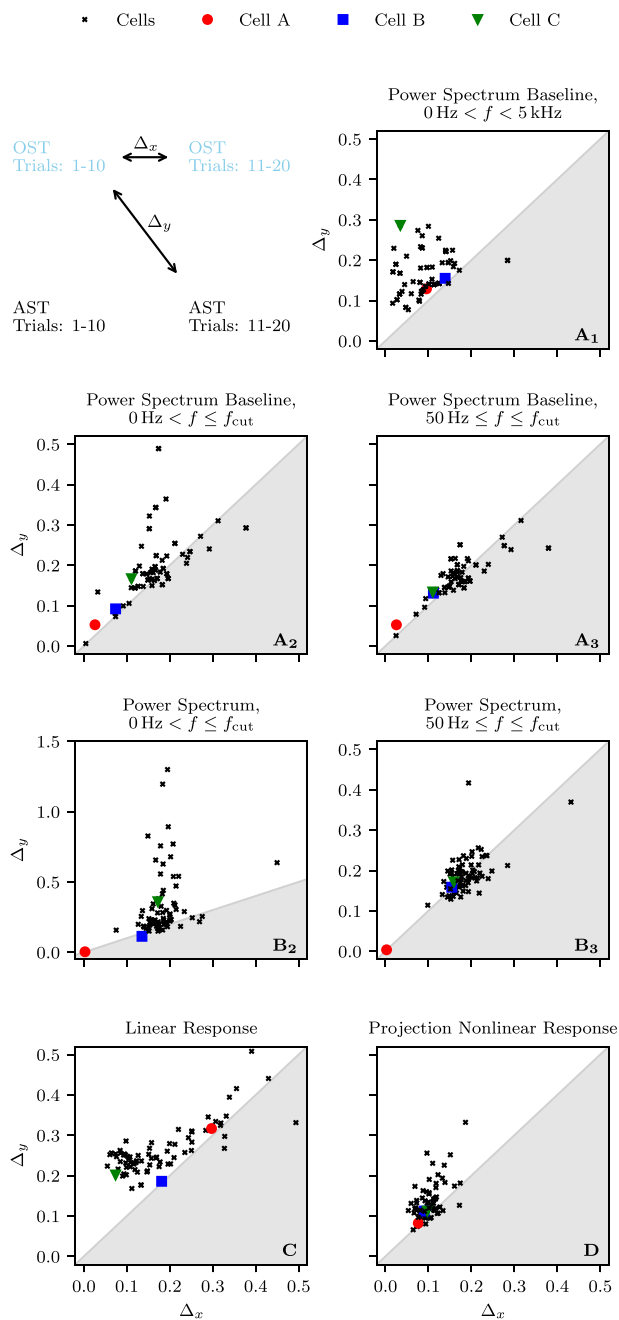 Cells Cell A Cell B Cell C
Power Spectrum Baseline,
0 Hz < f < 5 kHz
OST
Trials: 1-10
Δx
OST
Trials: 11-20
Δy
AST
Trials: 1-10
AST
Trials: 11-20
0.5
0.4
0.3
0.2
0.1
0.0
Δy
A1
Power Spectrum Baseline,
0 Hz < f ≤ fcut
0.5
0.4
0.3
0.2
0.1
0.0
Δy
A2
Power Spectrum Baseline,
50 Hz ≤ f ≤ fcut
A3
Power Spectrum,
0 Hz < f ≤ fcut
1.5
1.0
0.5
0.0
Δy
B2
Power Spectrum,
50 Hz ≤ f ≤ fcut
0.5
0.4
0.3
0.2
0.1
0.0
B3
Linear Response
0.5
0.4
0.3
0.2
0.1
0.0
Δy
C
0.0 0.1 0.2 0.3 0.4 0.5
Δx
Projection Nonlinear Response
D
0.0 0.1 0.2 0.3 0.4 0.5
Δx